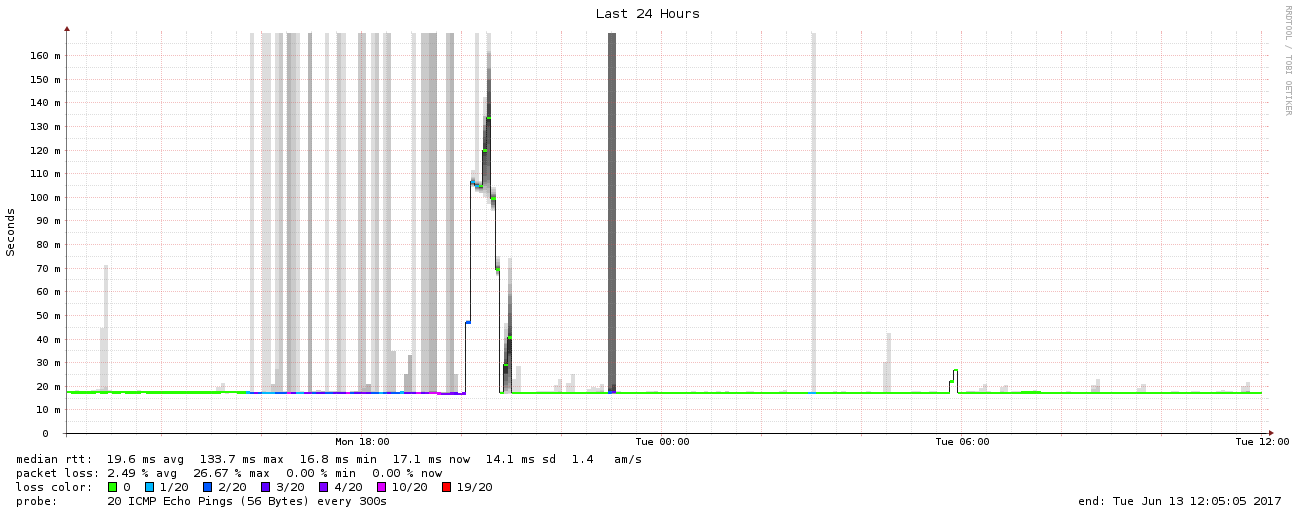 Last 24 Hours
RRDTOOL / TOBI OETIKER
Seconds
160 m
150 m
140 m
130 m
120 m
110 m
100 m
90 m
80 m
70 m
60 m
50 m
40 m
30 m
20 m
10 m
0
Mon 18:00 Tue 00:00 Tue 06:00 Tue 12:00
median rtt: 19.6 ms avg 133.7 ms max 16.8 ms min 17.1 ms now 14.1 ms sd 1.4 am/s
packet loss: 2.49 % avg 26.67 % max 0.00 % min 0.00 % now
loss color: 0 1/20 2/20 3/20 4/20 10/20 19/20
probe: 20 ICMP Echo Pings (56 Bytes) every 300s end: Tue Jun 13 12:05:05 2017